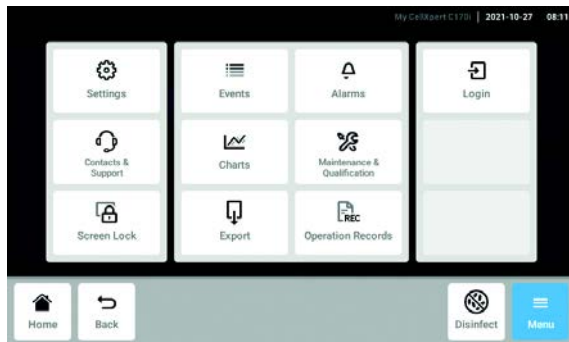 My CellXpert C170i | 2021-10-27 08:11
Settings
Events
Alarms
Login
Contacts &
Support
Charts
Maintenance &
Qualification
Screen Lock
Export
REC
Operation Records
Home
Back
Disinfect
Menu